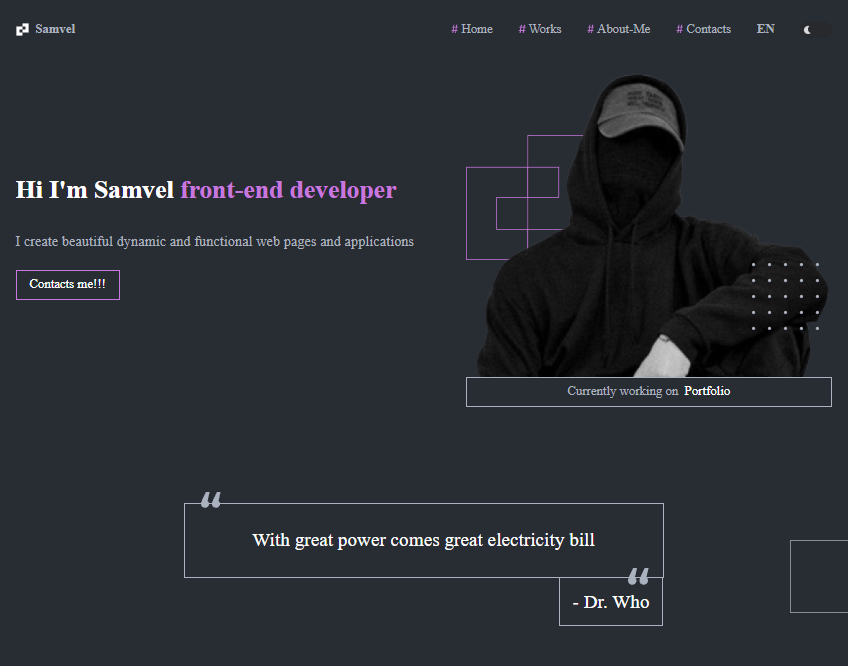 Samvel
# Home # Works # About-Me # Contacts EN
Hi I'm Samvel front-end developer
I create beautiful dynamic and functional web pages and applications
Contacts me!!!
Currently working on Portfolio
“
With great power comes great electricity bill
“
- Dr. Who